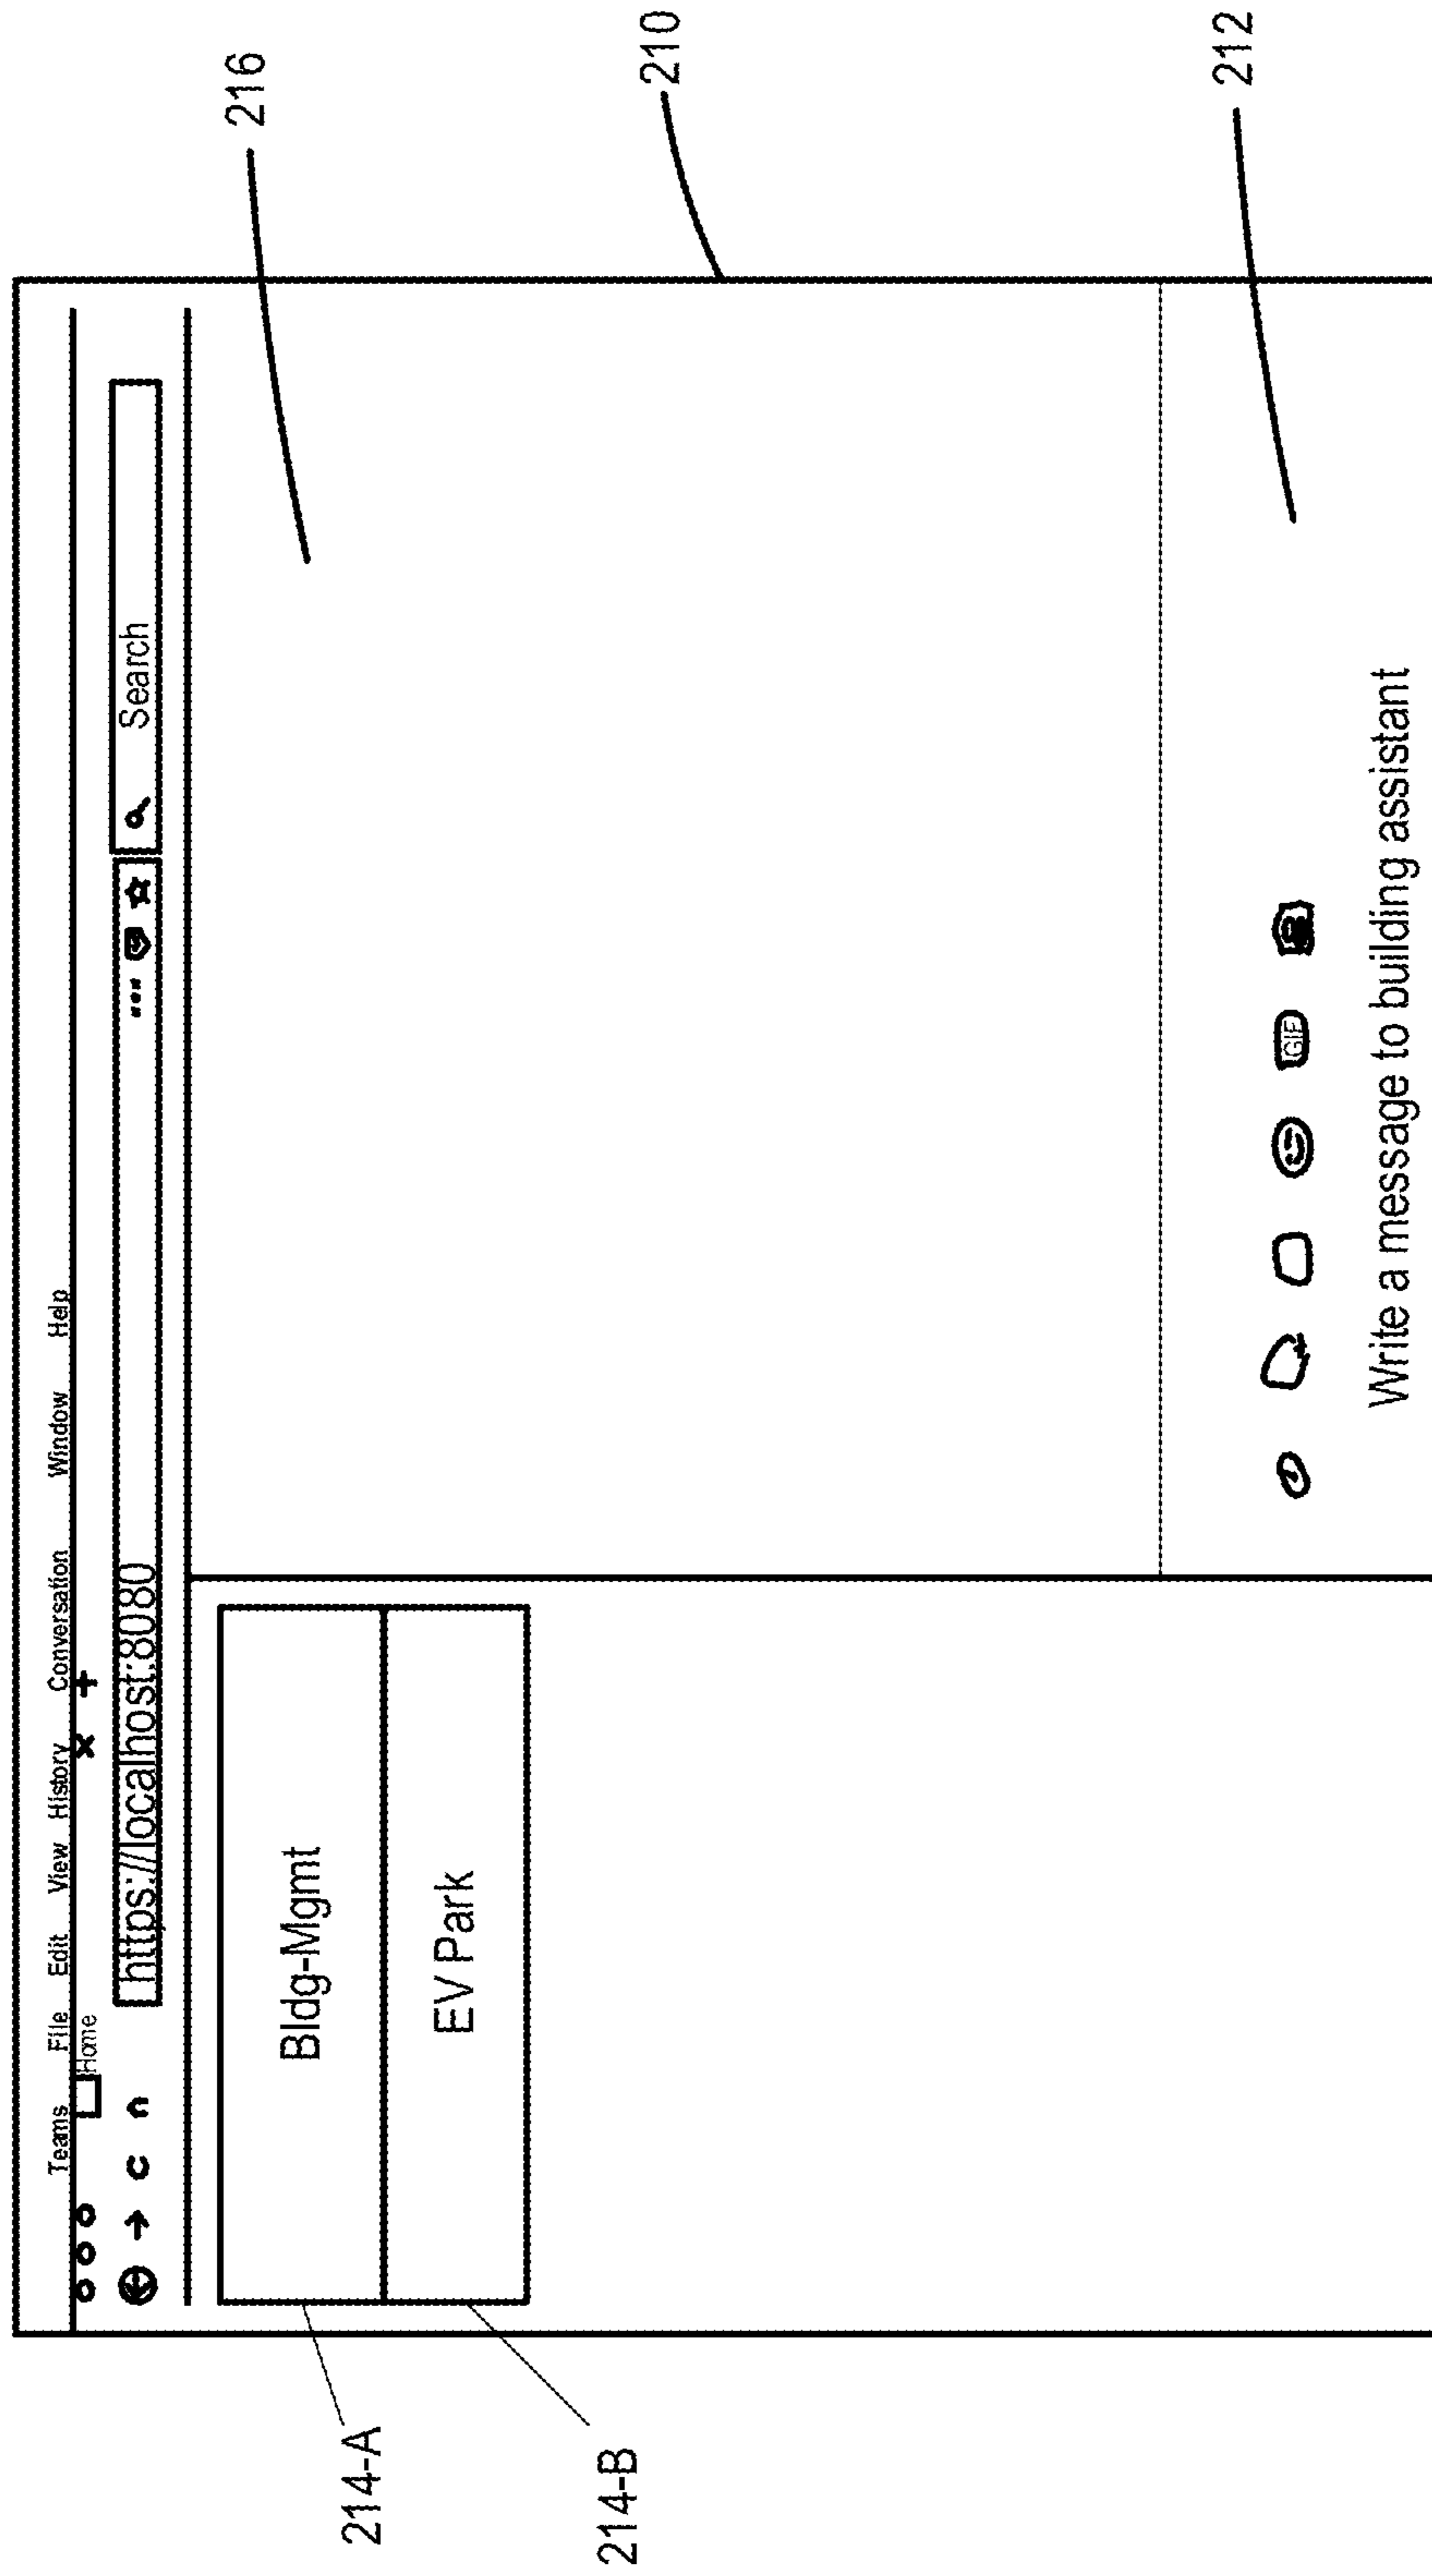 Teams File Edit View History Conversation Window Help
Home x +
https://localhost:8080 ... Search
216
214-A
Bldg-Mgmt
214-B
EV Park
210
212
GIF
Write a message to building assistant